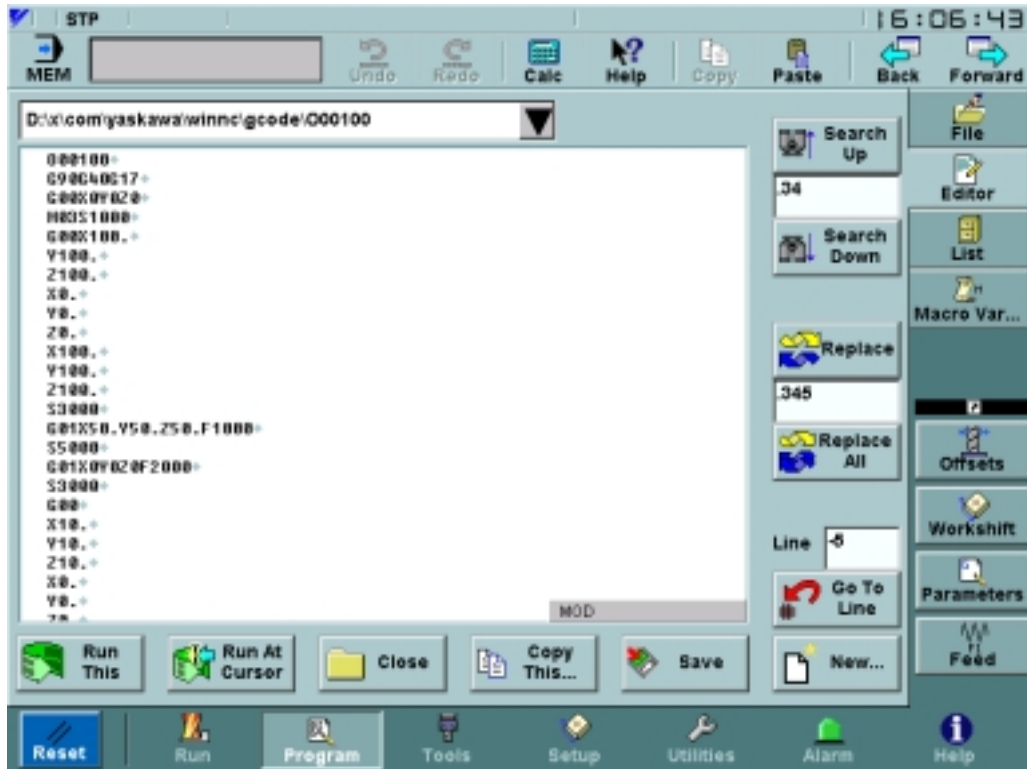 STP
16:06:43
MEM
Undo
Redo
Calc
Help
Copy
Paste
Back
Forward
D:\x\com\yaskawa\winnc\gcode\O00100
O00100
G90G40G17
G00X0Y0Z0
M03S1000
G00X100.
Y100.
Z100.
X0.
Y0.
Z0.
X100.
Y100.
Z100.
S3000
G01X50.Y50.Z50.F1000
S5000
G01X0Y0Z0F2000
S3000
G00
X10.
Y10.
Z10.
X0.
Y0.
Z0
MOD
Search Up
.34
Search Down
Replace
.345
Replace All
Line -5
Go To Line
File
Editor
List
Macro Var...
Offsets
Workshift
Parameters
Feed
Run This
Run At Cursor
Close
Copy This...
Save
New...
Reset
Run
Program
Tools
Setup
Utilities
Alarm
Help